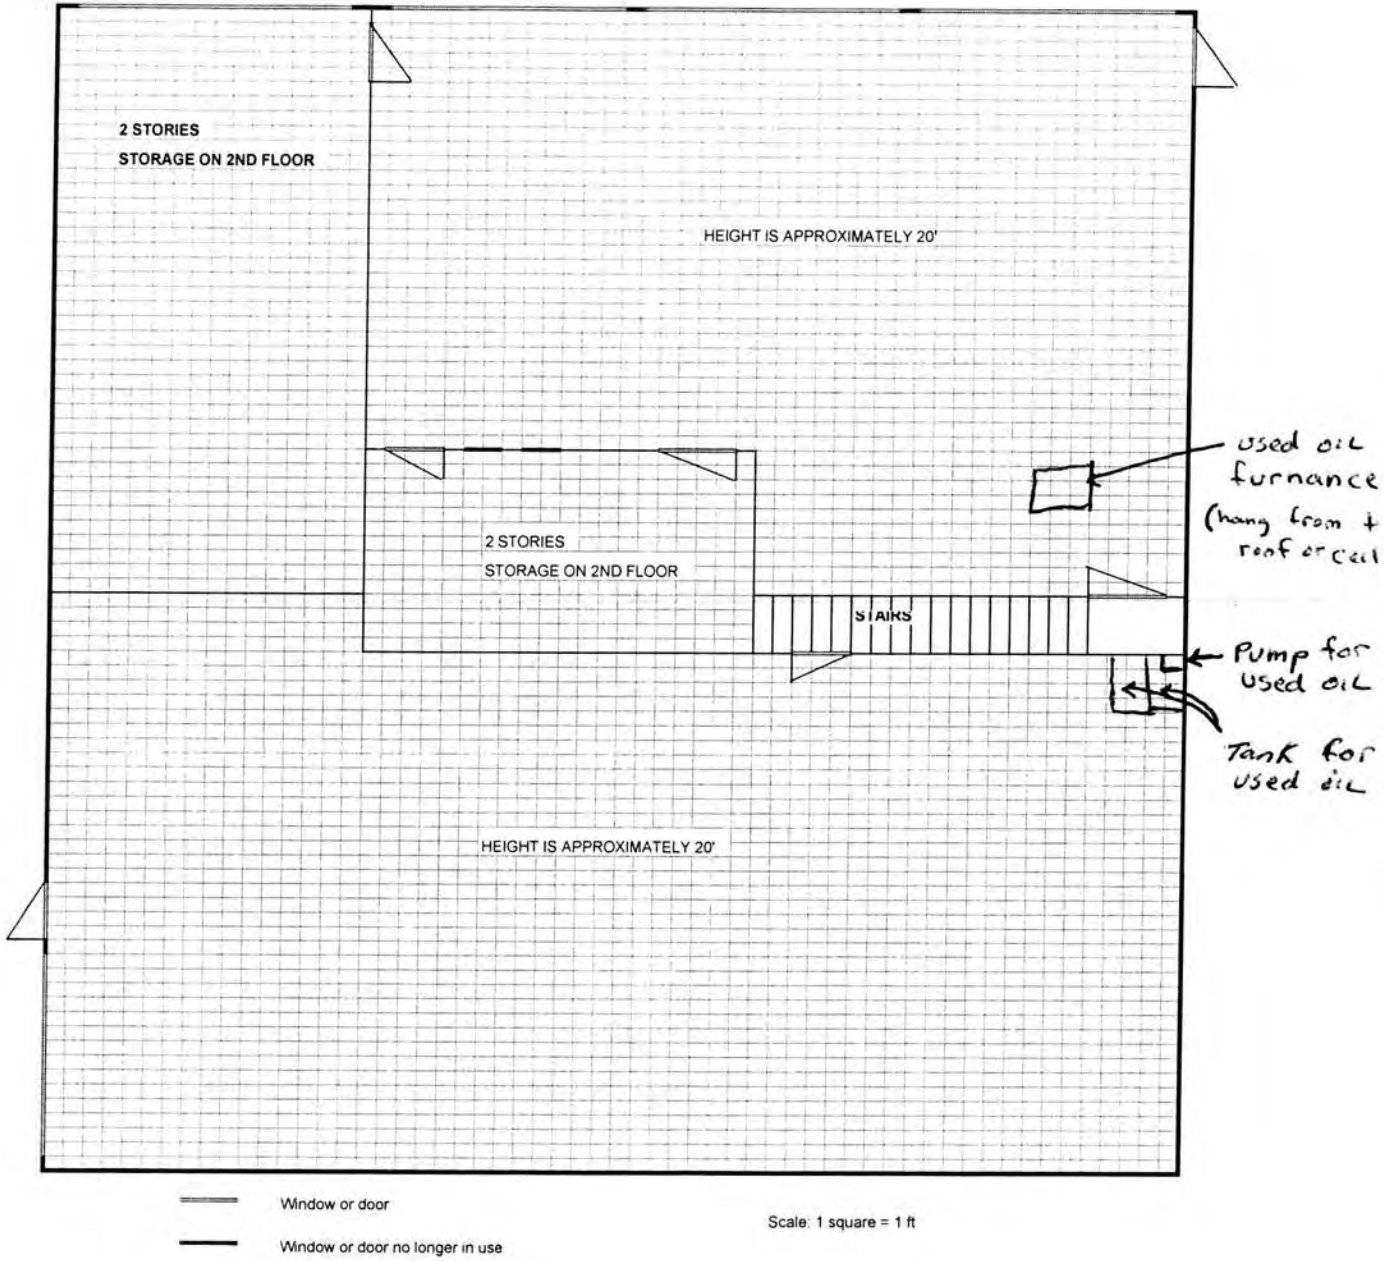 2 STORIES
STORAGE ON 2ND FLOOR
HEIGHT IS APPROXIMATELY 20'
used oil
furnance
(hang from
roof or ceil
2 STORIES
STORAGE ON 2ND FLOOR
STAIRS
Pump for
used oil
Tank for
used oil
HEIGHT IS APPROXIMATELY 20'
Window or door
Scale: 1 square = 1 ft
Window or door no longer in use